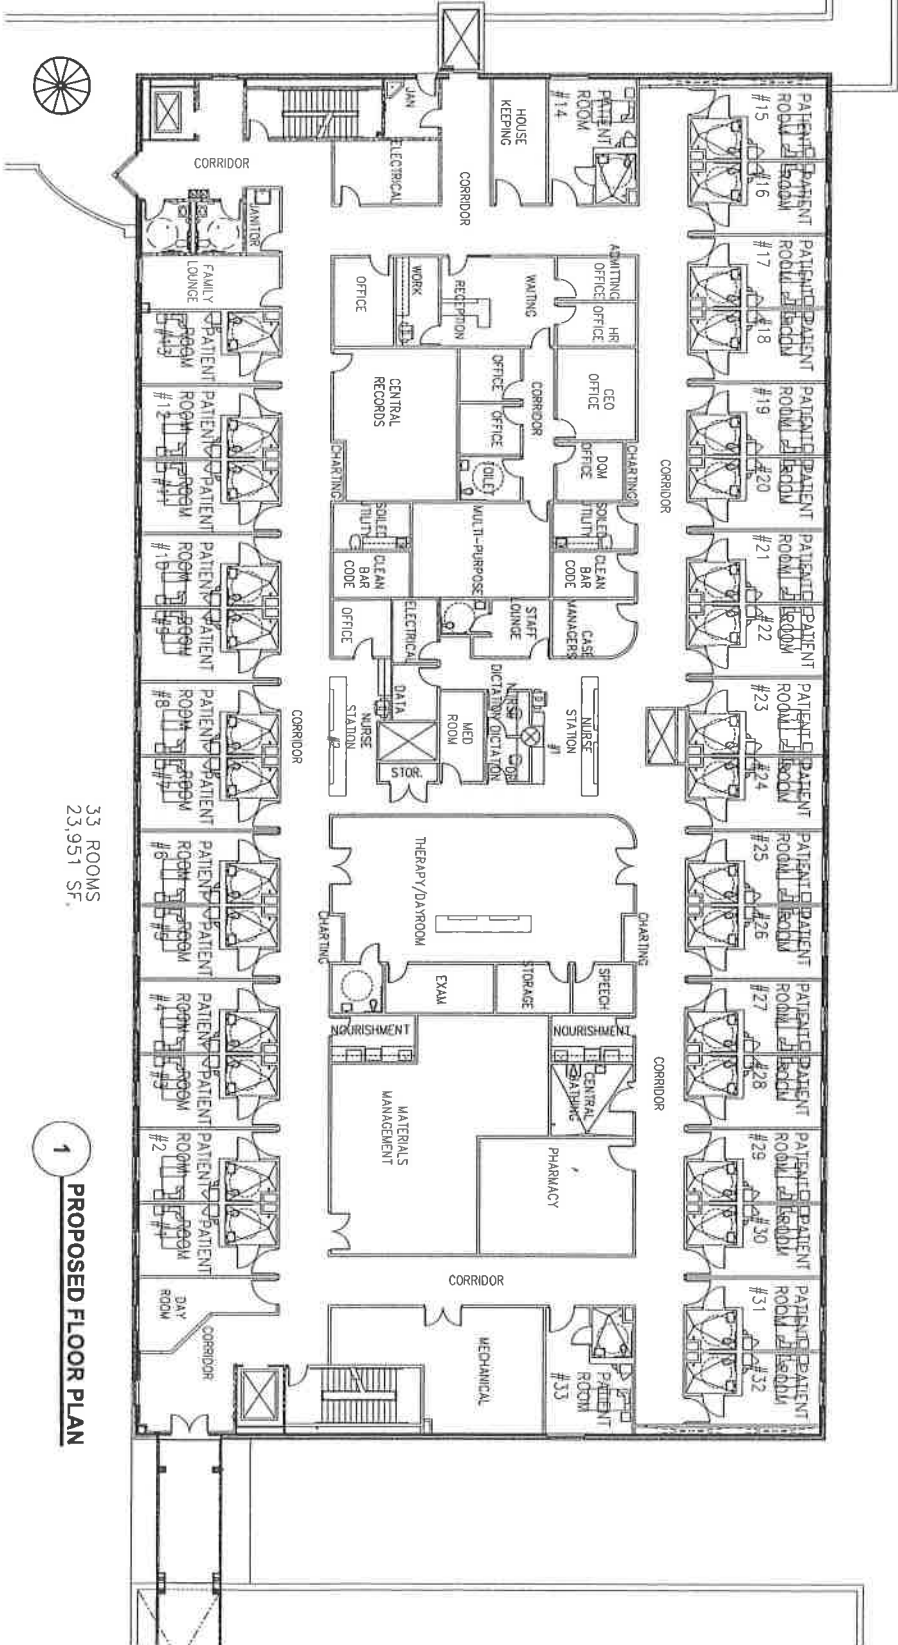 PATIENT
ROOM
#15
PATIENT
ROOM
#16
PATIENT
ROOM
#17
PATIENT
ROOM
#18
PATIENT
ROOM
#19
PATIENT
ROOM
#20
PATIENT
ROOM
#21
PATIENT
ROOM
#22
PATIENT
ROOM
#23
PATIENT
ROOM
#24
PATIENT
ROOM
#25
PATIENT
ROOM
#26
PATIENT
ROOM
#27
PATIENT
ROOM
#28
PATIENT
ROOM
#29
PATIENT
ROOM
#30
PATIENT
ROOM
#31
PATIENT
ROOM
#32
CORRIDOR
CORRIDOR
PATIENT
ROOM
#14
HOUSE
KEEPING
CORRIDOR
JAN
ELECTRICAL
CORRIDOR
JANITOR
FAMILY
LOUNGE
ADMITTING
OFFICE
HR
OFFICE
WAITING
RECEPTION
WORK
OFFICE
CEO
OFFICE
DQM
OFFICE
CORRIDOR
OFFICE
OFFICE
TOILET
CENTRAL
RECORDS
CHARTING
CHARTING
SOILED
UTILITY
CLEAN
BAR
CODE
MULTI-PURPOSE
SOILED
UTILITY
CLEAN
BAR
CODE
CASE
MANAGERS
STAFF
LOUNGE
ELECTRICAL
OFFICE
NURSE
STATION
#1
DICTATION
DICTATION
MED
ROOM
DATA
STOR.
NURSE
STATION
#2
CORRIDOR
THERAPY/DAYROOM
CHARTING
CHARTING
SPEECH
STORAGE
EXAM
NOURISHMENT
NOURISHMENT
CENTRAL
BATHING
PHARMACY
MATERIALS
MANAGEMENT
CORRIDOR
MECHANICAL
PATIENT
ROOM
#33
PATIENT
ROOM
#13
PATIENT
ROOM
#12
PATIENT
ROOM
#11
PATIENT
ROOM
#10
PATIENT
ROOM
#9
PATIENT
ROOM
#8
PATIENT
ROOM
#7
PATIENT
ROOM
#6
PATIENT
ROOM
#5
PATIENT
ROOM
#4
PATIENT
ROOM
#3
PATIENT
ROOM
#2
PATIENT
ROOM
#1
DAY
ROOM
CORRIDOR
33 ROOMS
23,951 SF.
1
PROPOSED FLOOR PLAN